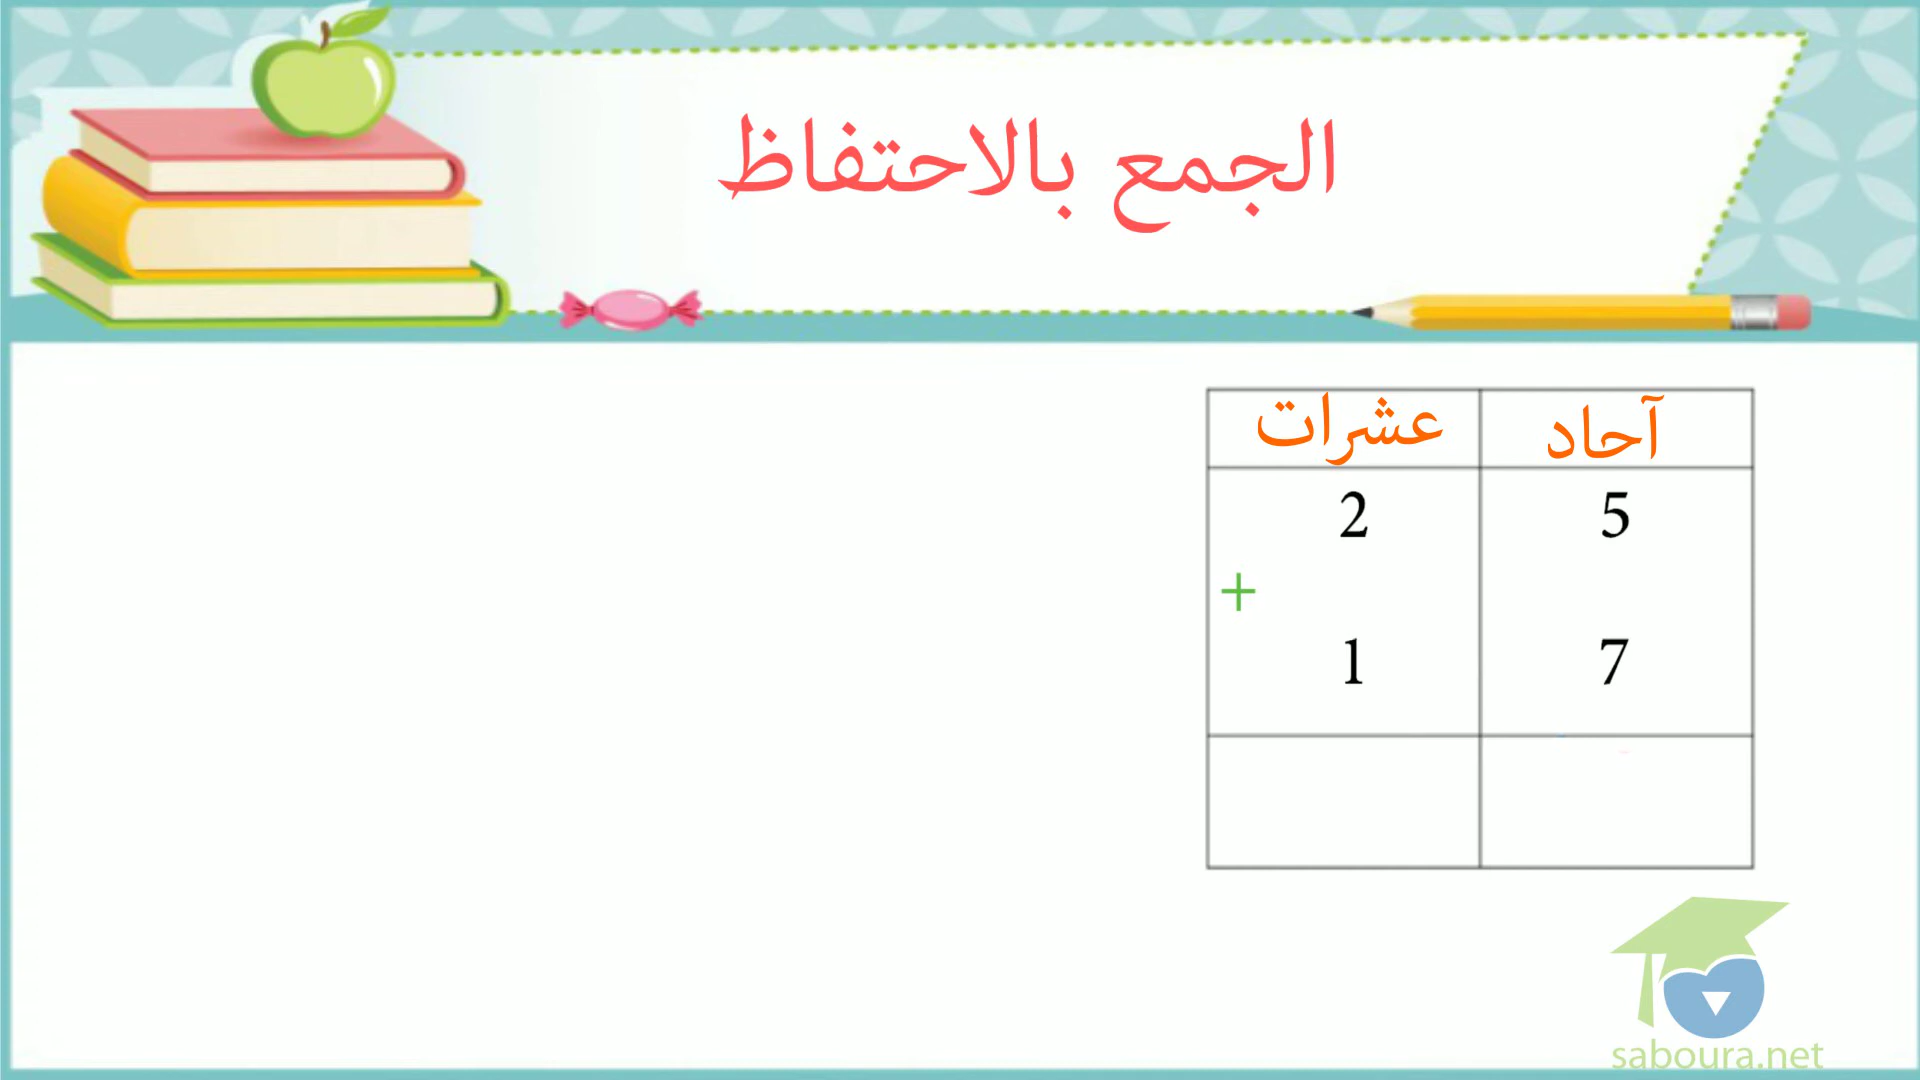 الجمع بالاحتفاظ
آحاد عشرات
2 5
+
1 7
saboura.net